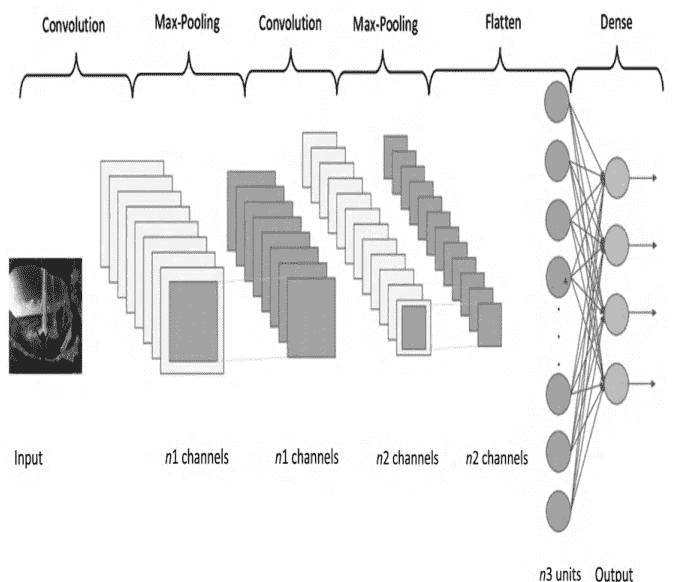 Convolution Max-Pooling Convolution Max-Pooling Flatten Dense
Input n1 channels n1 channels n2 channels n2 channels
n3 units Output